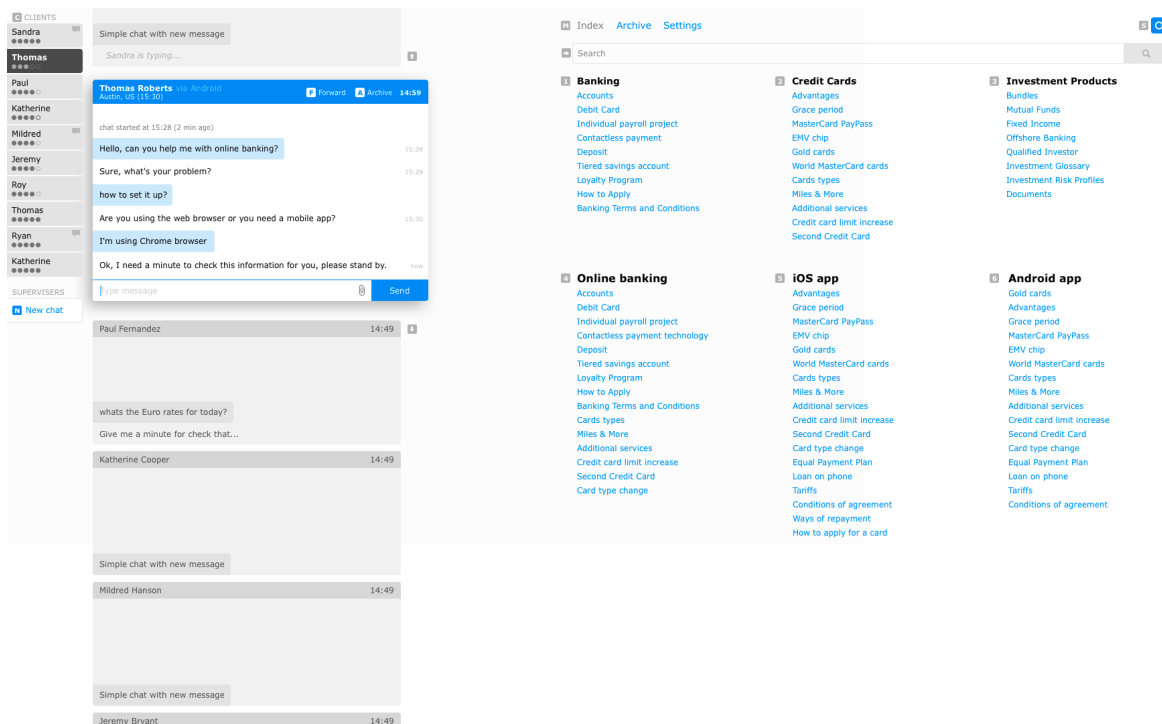 C CLIENTS
Sandra
Thomas
Paul
Katherine
Mildred
Jeremy
Roy
Thomas
Ryan
Katherine
SUPERVISERS
N New chat
Simple chat with new message
Sandra is typing...
Thomas Roberts via Android
Austin, US (15:30)
F Forward A Archive 14:59
chat started at 15:28 (2 min ago)
Hello, can you help me with online banking? 15:28
Sure, what's your problem? 15:29
how to set it up?
Are you using the web browser or you need a mobile app? 15:30
I'm using Chrome browser
Ok, I need a minute to check this information for you, please stand by. now
Type message Send
Paul Fernandez 14:49
whats the Euro rates for today?
Give me a minute for check that...
Katherine Cooper 14:49
Simple chat with new message
Mildred Hanson 14:49
Simple chat with new message
Jeremy Bryant 14:49
M Index Archive Settings S
Search
1 Banking
Accounts
Debit Card
Individual payroll project
Contactless payment
Deposit
Tiered savings account
Loyalty Program
How to Apply
Banking Terms and Conditions
2 Credit Cards
Advantages
Grace period
MasterCard PayPass
EMV chip
Gold cards
World MasterCard cards
Cards types
Miles & More
Additional services
Credit card limit increase
Second Credit Card
3 Investment Products
Bundles
Mutual Funds
Fixed Income
Offshore Banking
Qualified Investor
Investment Glossary
Investment Risk Profiles
Documents
4 Online banking
Accounts
Debit Card
Individual payroll project
Contactless payment technology
Deposit
Tiered savings account
Loyalty Program
How to Apply
Banking Terms and Conditions
Cards types
Miles & More
Additional services
Credit card limit increase
Second Credit Card
Card type change
5 iOS app
Advantages
Grace period
MasterCard PayPass
EMV chip
Gold cards
World MasterCard cards
Cards types
Miles & More
Additional services
Credit card limit increase
Second Credit Card
Card type change
Equal Payment Plan
Loan on phone
Tariffs
Conditions of agreement
Ways of repayment
How to apply for a card
6 Android app
Gold cards
Advantages
Grace period
MasterCard PayPass
EMV chip
World MasterCard cards
Cards types
Miles & More
Additional services
Credit card limit increase
Second Credit Card
Card type change
Equal Payment Plan
Loan on phone
Tariffs
Conditions of agreement